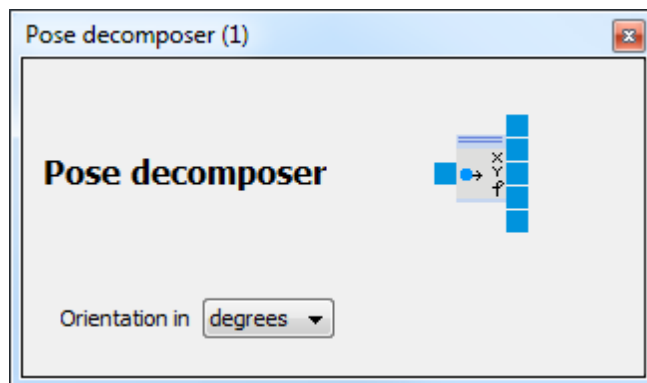 Pose decomposer (1)
Pose decomposer
X
Y
Orientation in degrees